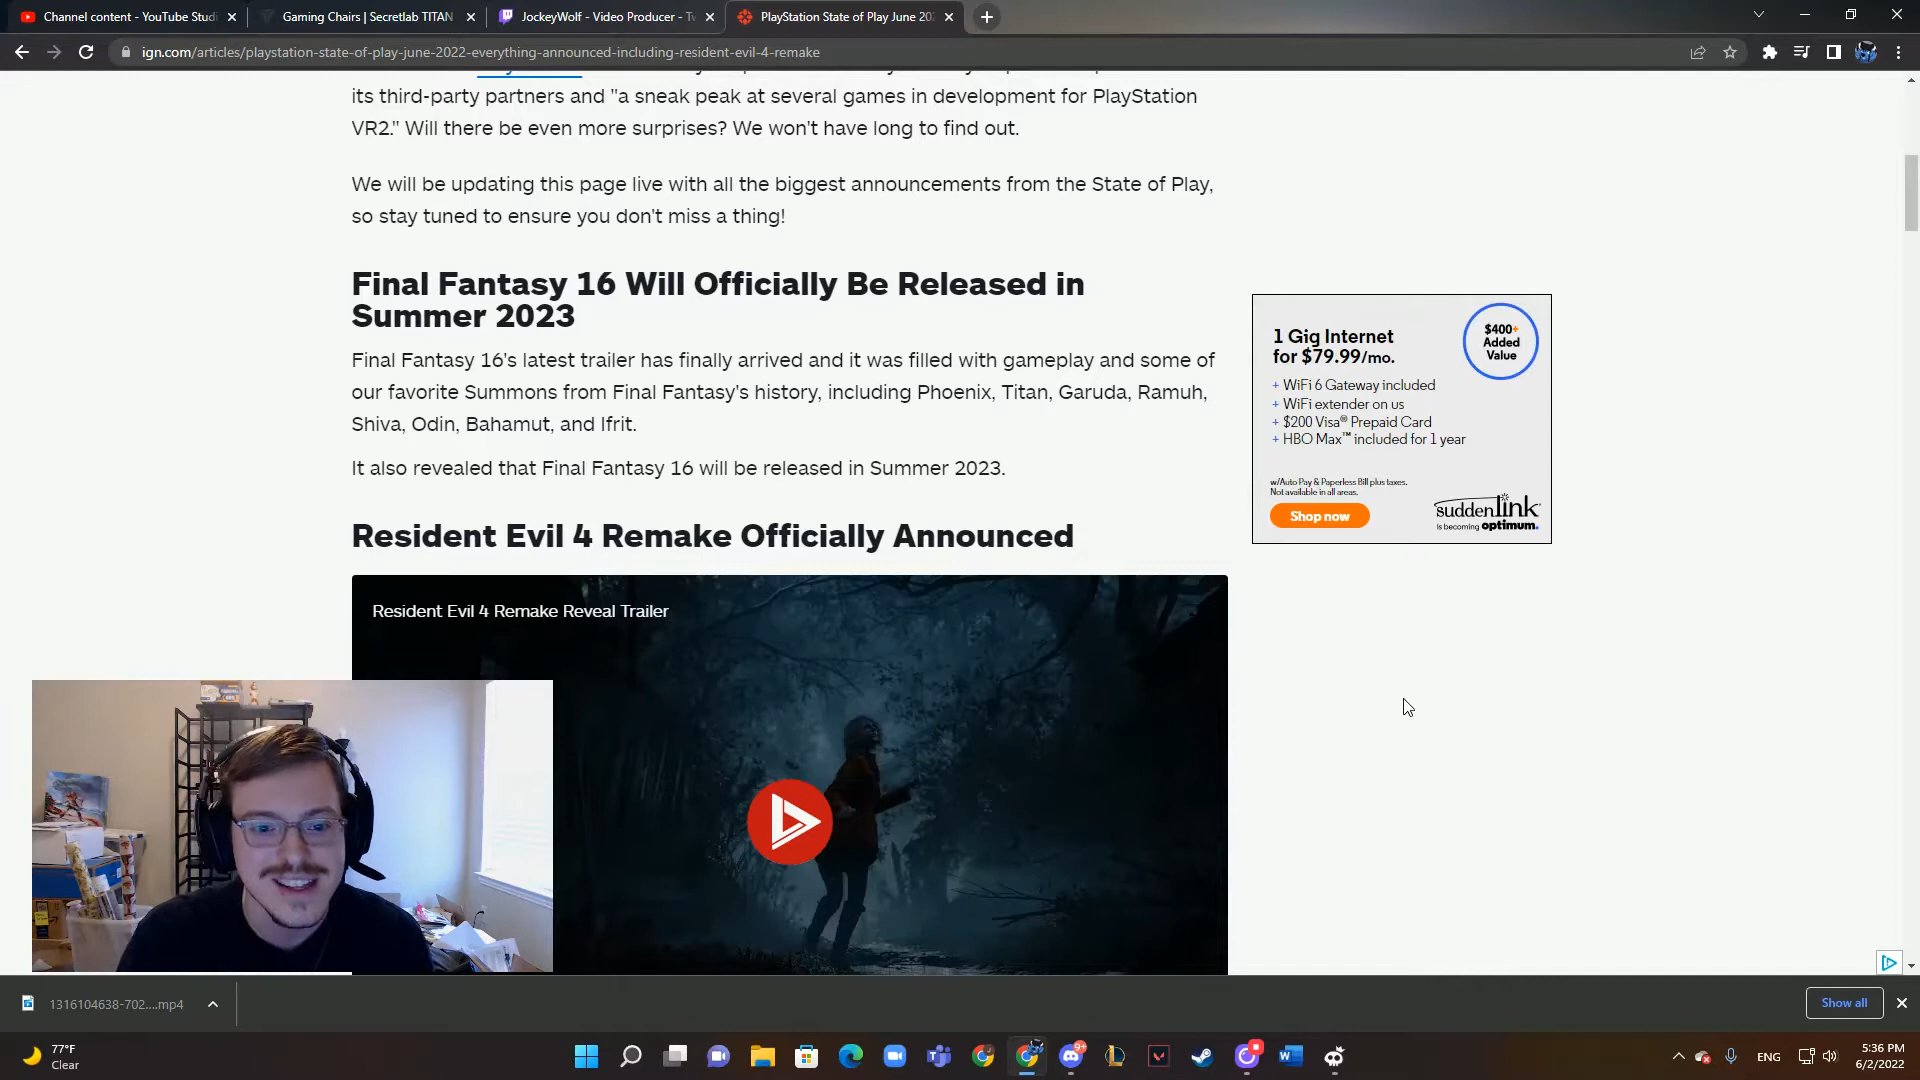 Channel content - YouTube Studi
Gaming Chairs | Secretlab TITAN
JockeyWolf - Video Producer - Tw
PlayStation State of Play June 202
ign.com/articles/playstation-state-of-play-june-2022-everything-announced-including-resident-evil-4-remake
its third-party partners and "a sneak peak at several games in development for PlayStation
VR2." Will there be even more surprises? We won't have long to find out.
We will be updating this page live with all the biggest announcements from the State of Play,
so stay tuned to ensure you don't miss a thing!
Final Fantasy 16 Will Officially Be Released in
Summer 2023
Final Fantasy 16's latest trailer has finally arrived and it was filled with gameplay and some of
our favorite Summons from Final Fantasy's history, including Phoenix, Titan, Garuda, Ramuh,
Shiva, Odin, Bahamut, and Ifrit.
It also revealed that Final Fantasy 16 will be released in Summer 2023.
1 Gig Internet
for $79.99/mo.
$400+
Added
Value
+ WiFi 6 Gateway included
+ WiFi extender on us
+ $200 Visa® Prepaid Card
+ HBO Max™ included for 1 year
w/Auto Pay & Paperless Bill plus taxes.
Not available in all areas.
Shop now
suddenlink
is becoming optimum.
Resident Evil 4 Remake Officially Announced
Resident Evil 4 Remake Reveal Trailer
1316104638-702....mp4
Show all
77°F
Clear
9+
ENG
5:36 PM
6/2/2022